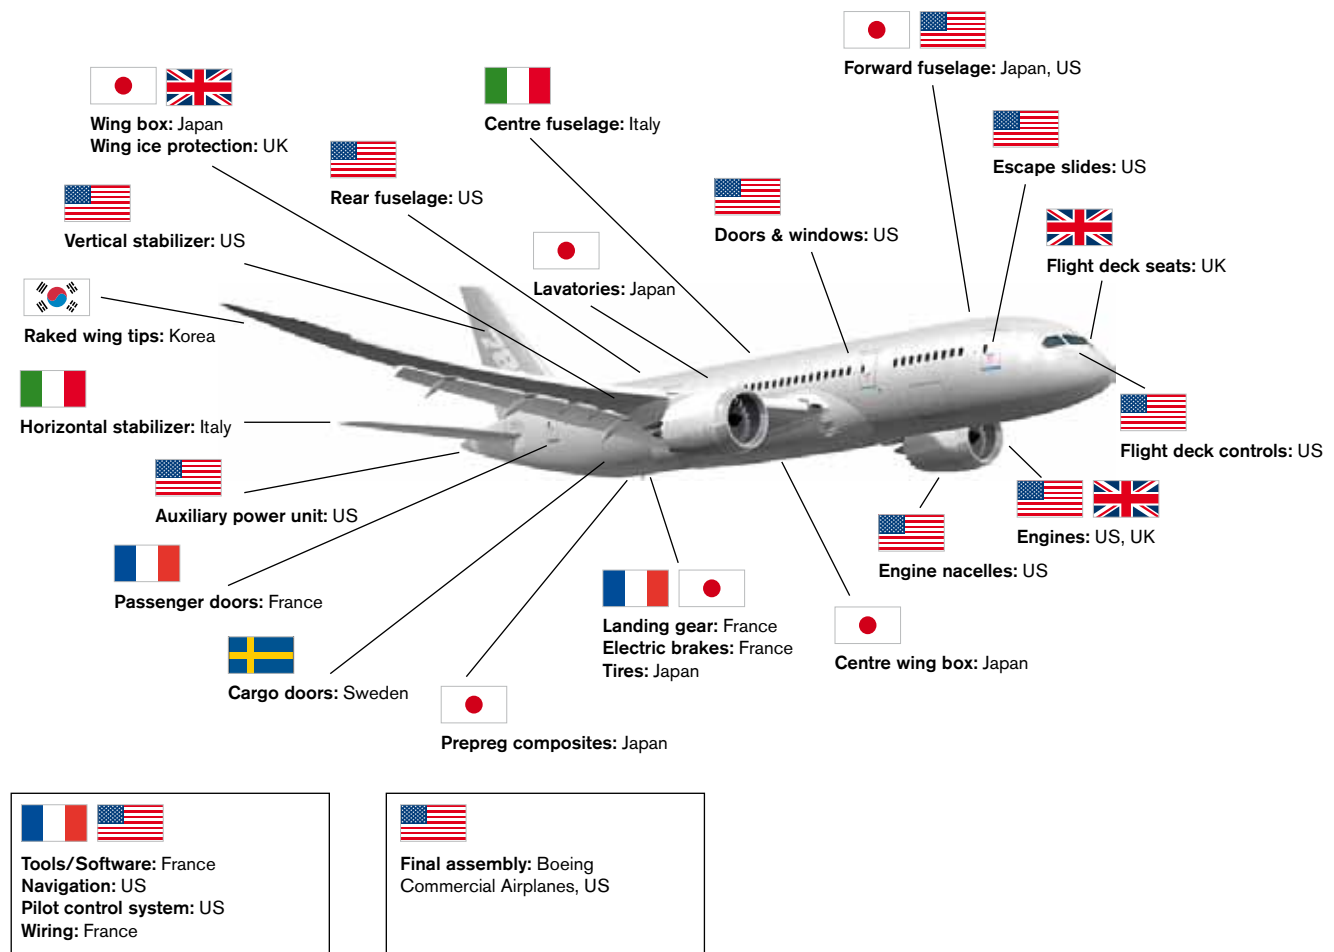 Forward fuselage: Japan, US
Wing box: Japan
Wing ice protection: UK
Centre fuselage: Italy
Escape slides: US
Rear fuselage: US
Vertical stabilizer: US
Doors & windows: US
Flight deck seats: UK
Lavatories: Japan
Raked wing tips: Korea
Horizontal stabilizer: Italy
Flight deck controls: US
Auxiliary power unit: US
Engines: US, UK
Engine nacelles: US
Passenger doors: France
Landing gear: France
Electric brakes: France
Tires: Japan
Centre wing box: Japan
Cargo doors: Sweden
Prepreg composites: Japan
Tools/Software: France
Navigation: US
Pilot control system: US
Wiring: France
Final assembly: Boeing
Commercial Airplanes, US